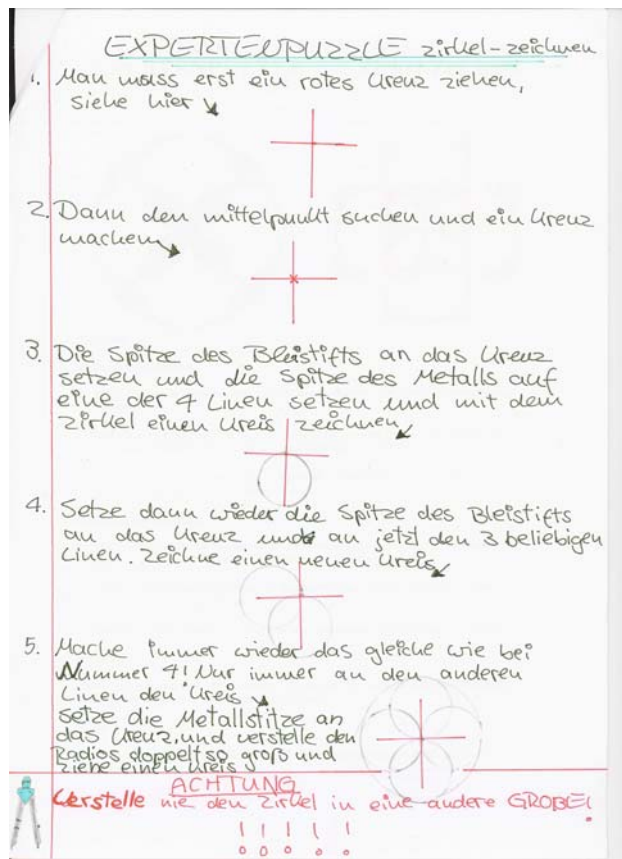 EXPERTENPUZZLE zirkel-zeichnen
1. Man muss erst ein rotes Kreuz ziehen,
siehe hier
2. Dann den mittelpunkt suchen und ein Kreuz
machen
3. Die Spitze des Bleistifts an das Kreuz
setzen und die Spitze des Metalls auf
eine der 4 Linen setzen und mit dem
zirkel einen Kreis zeichnen
4. Setze dann wieder die Spitze des Bleistifts
an das Kreuz und an jetzt den 3 beliebigen
Linen. Zeichne einen neuen Kreis
5. Mache immer wieder das gleiche wie bei
Nummer 4! Nur immer an den anderen
Linen den Kreis
Setze die Metallstitze an
das Kreuz, und verstelle den
Radios doppelt so groß und
ziehe einen Kreis
ACHTUNG
Verstelle nie den Zirkel in eine andere GRÖßE!
! ! ! ! !